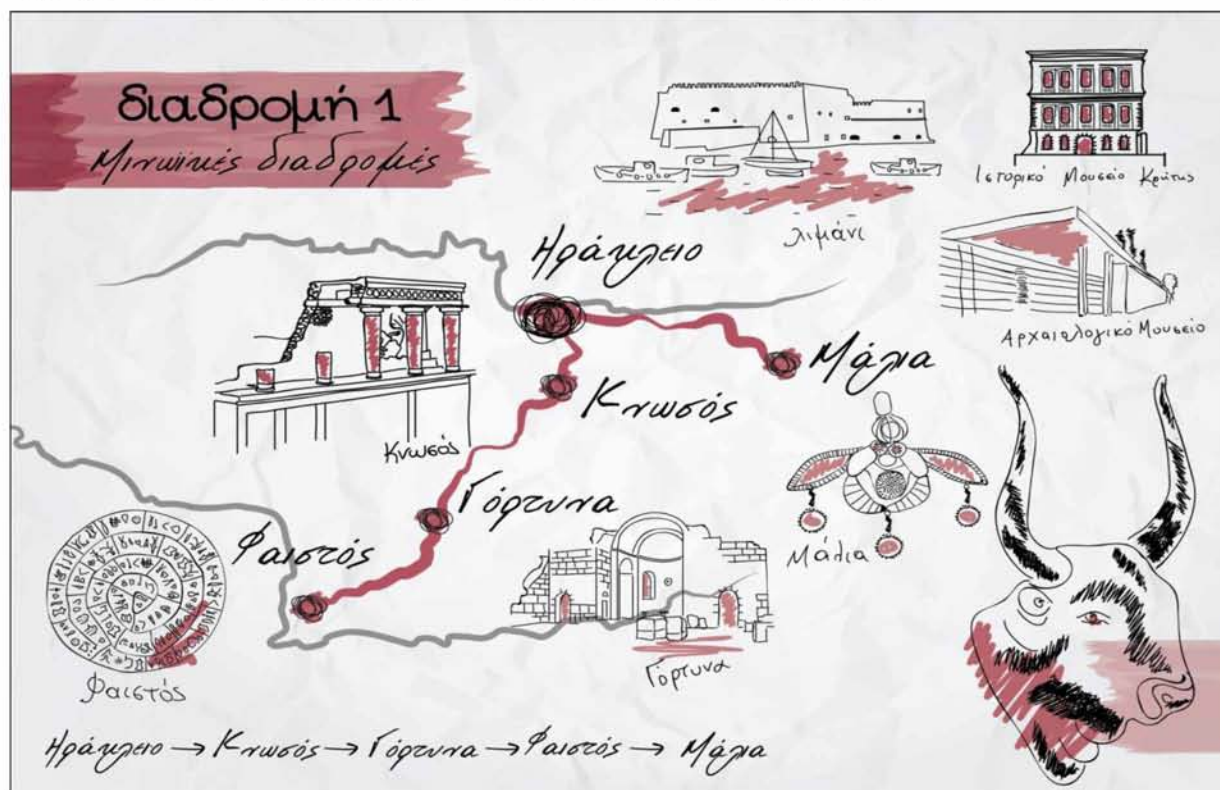 διαδρομή 1
Μινωικές διαδρομές
λιμάνι
Ιστορικό Μουσείο Κρήτης
Αρχαιολογικό Μουσείο
Ηράκλειο
Μάλια
Κνωσός
Κνωσός
Γόρτυνα
Φαιστός
Μάλια
Γόρτυνα
Φαιστός
Ηράκλειο → Κνωσός → Γόρτυνα → Φαιστός → Μάλια